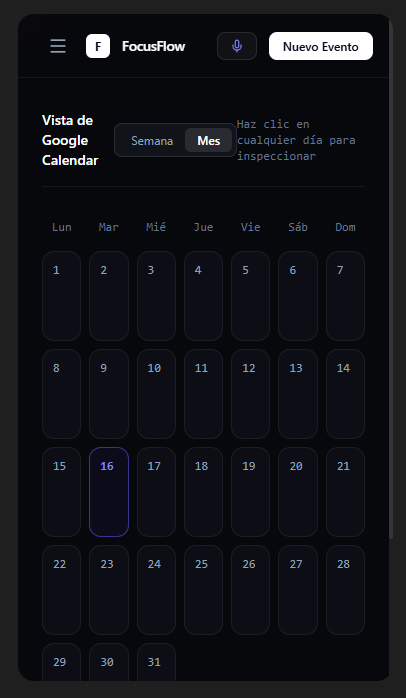 F FocusFlow Nuevo Evento
Vista de
Google
Calendar
Semana Mes
Haz clic en
cualquier día para
inspeccionar
Lun Mar Mié Jue Vie Sáb Dom
1 2 3 4 5 6 7
8 9 10 11 12 13 14
15 16 17 18 19 20 21
22 23 24 25 26 27 28
29 30 31